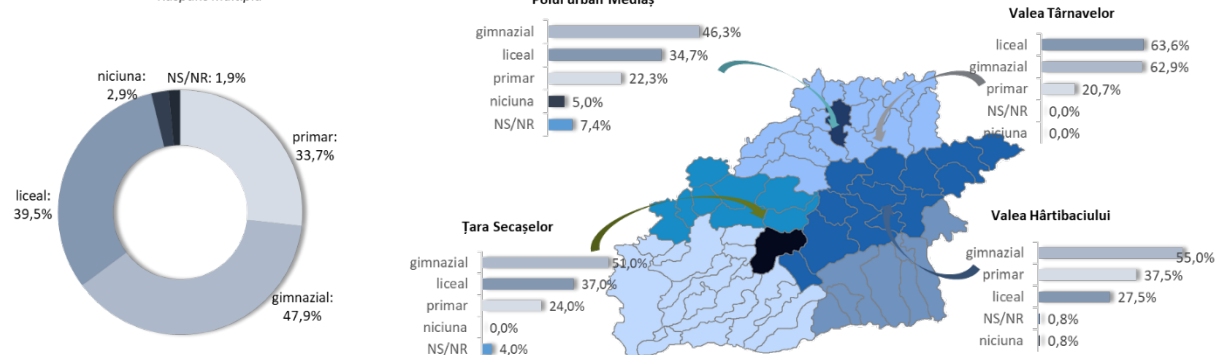 Răspuns multiplu
niciuna:
2,9%
NS/NR: 1,9%
primar:
33,7%
liceal:
39,5%
gimnazial:
47,9%
Polul urban Mediaș
gimnazial 46,3%
liceal 34,7%
primar 22,3%
niciuna 5,0%
NS/NR 7,4%
Valea Târnavelor
liceal 63,6%
gimnazial 62,9%
primar 20,7%
NS/NR 0,0%
niciuna 0,0%
Țara Secașelor
gimnazial 51,0%
liceal 37,0%
primar 24,0%
niciuna 0,0%
NS/NR 4,0%
Valea Hârtibaciului
gimnazial 55,0%
primar 37,5%
liceal 27,5%
NS/NR 0,8%
niciuna 0,8%